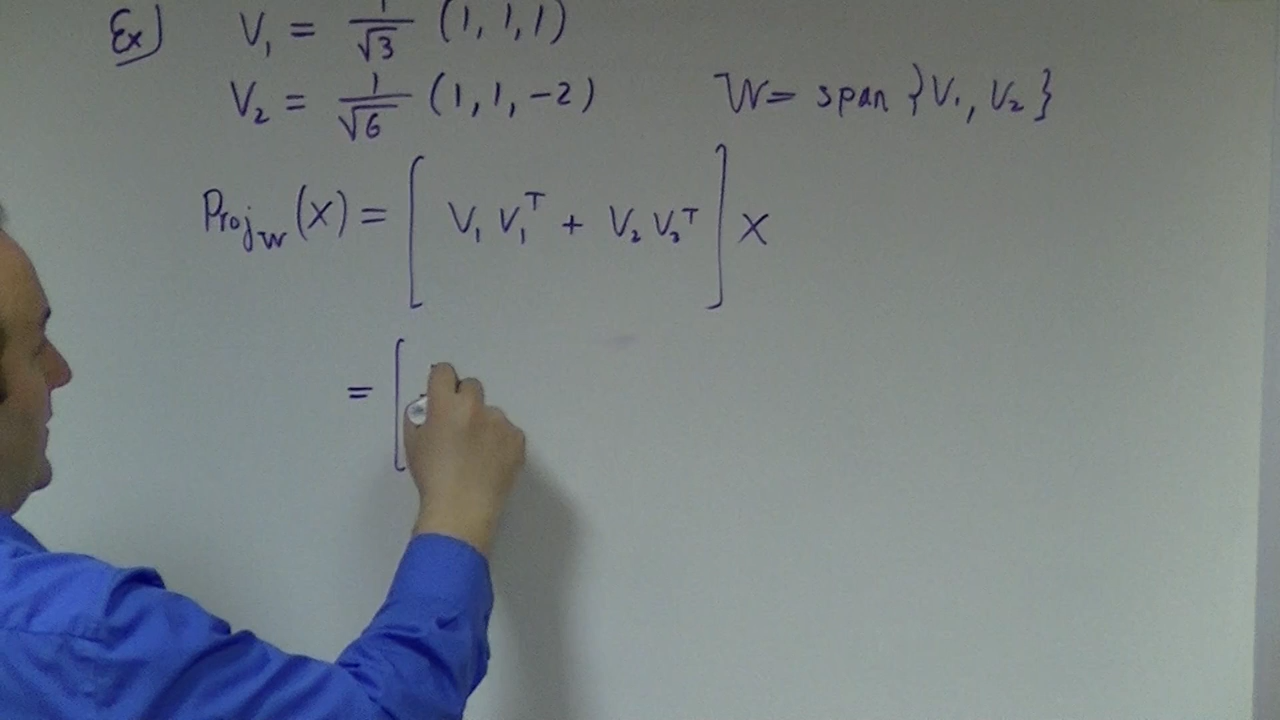 Ex) V₁ = 1/√3 (1, 1, 1)
V₂ = 1/√6 (1, 1, -2) W = span {V₁, V₂}
Proj_W (X) = [ V₁ V₁ᵀ + V₂ V₂ᵀ ] X
= [